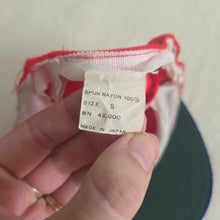 SPUN RAYON 100%
SIZE S
RN 42,000
MADE IN JAPAN